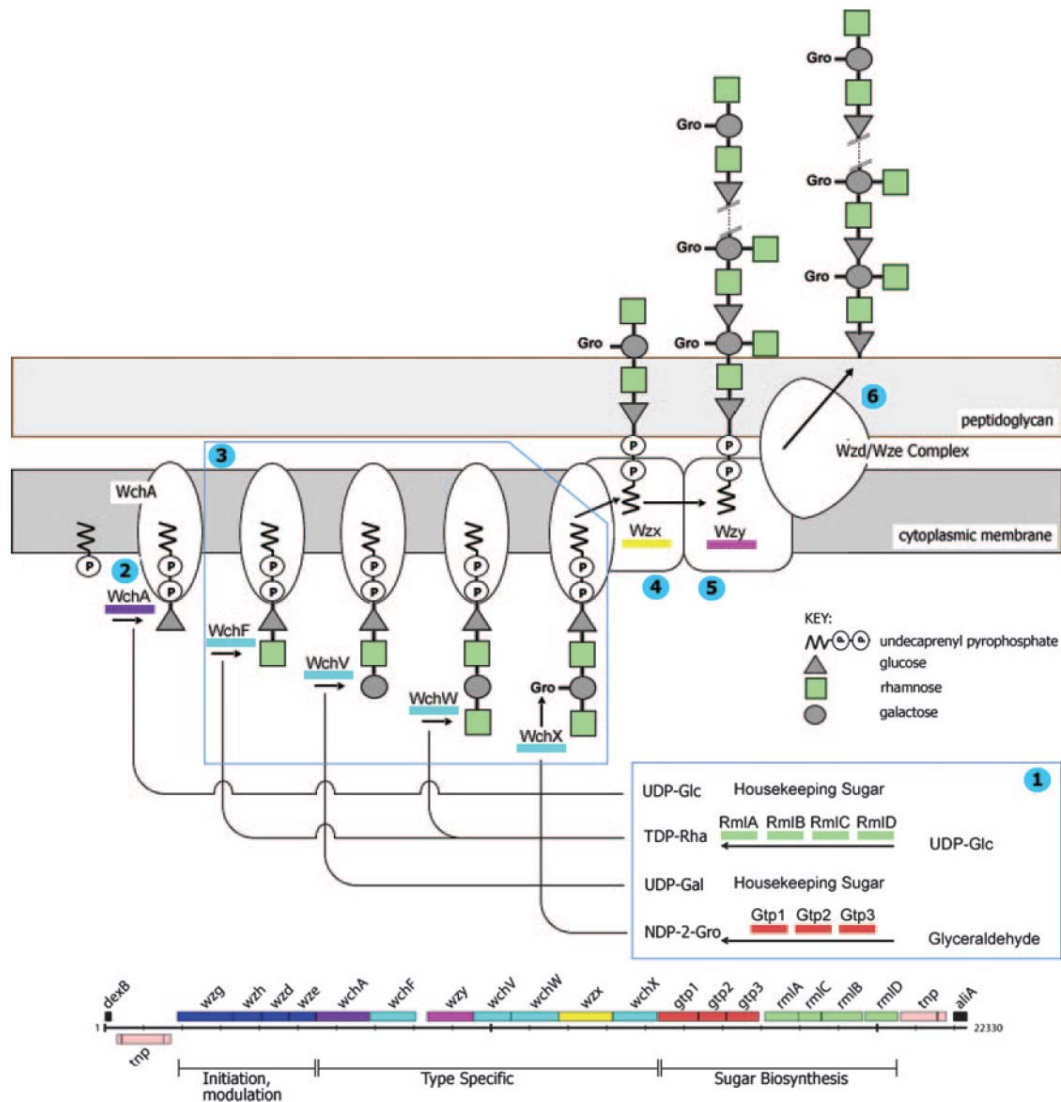 Gro
Gro
Gro
Gro
Gro
Gro
Gro
6
peptidoglycan
Wzd/Wze Complex
3
WchA
P P P P P P P
Wzx
Wzy
cytoplasmic membrane
P
P P P P P
P P P P P
2
4
5
WchA
WchF
WchV
WchW
Gro
WchX
KEY:
P P undecaprenyl pyrophosphate
glucose
rhamnose
galactose
1
UDP-Glc Housekeeping Sugar
RmlA RmlB RmlC RmlD
TDP-Rha UDP-Glc
UDP-Gal Housekeeping Sugar
Gtp1 Gtp2 Gtp3
NDP-2-Gro Glyceraldehyde
dexB wzg wzh wzd wze wchA wchF wzy wchV wchW wzx wchX gtp1 gtp2 gtp3 rmlA rmlC rmlB rmlD tnp aliA
1 22330
tnp
Initiation,
modulation
Type Specific
Sugar Biosynthesis